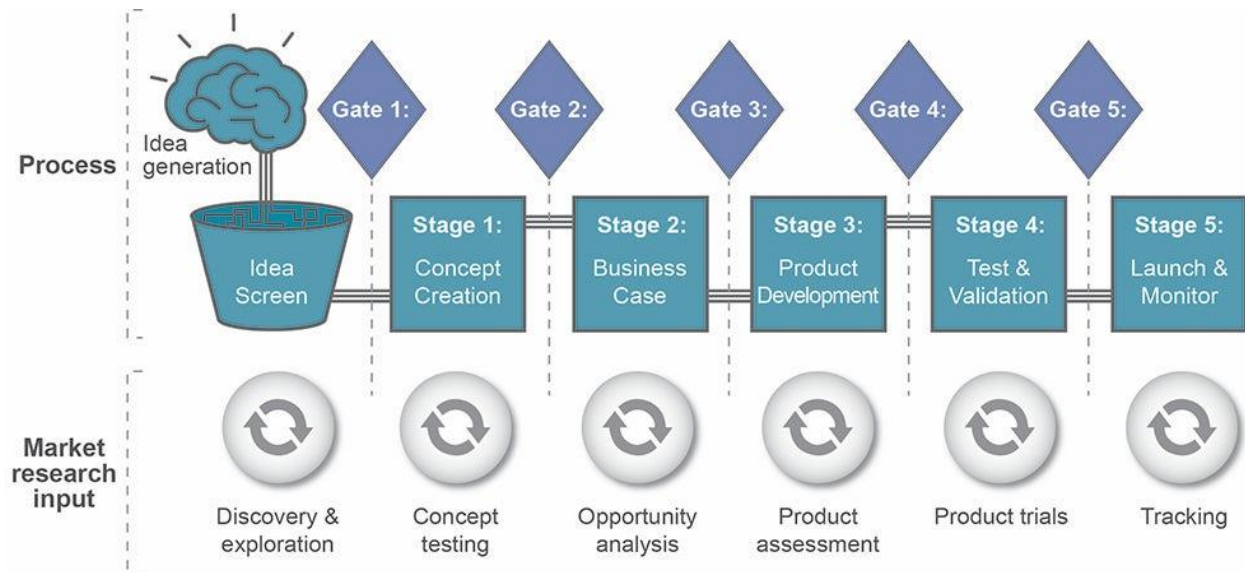 Process
Idea
generation
Gate 1:
Gate 2:
Gate 3:
Gate 4:
Gate 5:
Idea
Screen
Stage 1:
Concept
Creation
Stage 2:
Business
Case
Stage 3:
Product
Development
Stage 4:
Test &
Validation
Stage 5:
Launch &
Monitor
Market
research
input
Discovery &
exploration
Concept
testing
Opportunity
analysis
Product
assessment
Product trials
Tracking